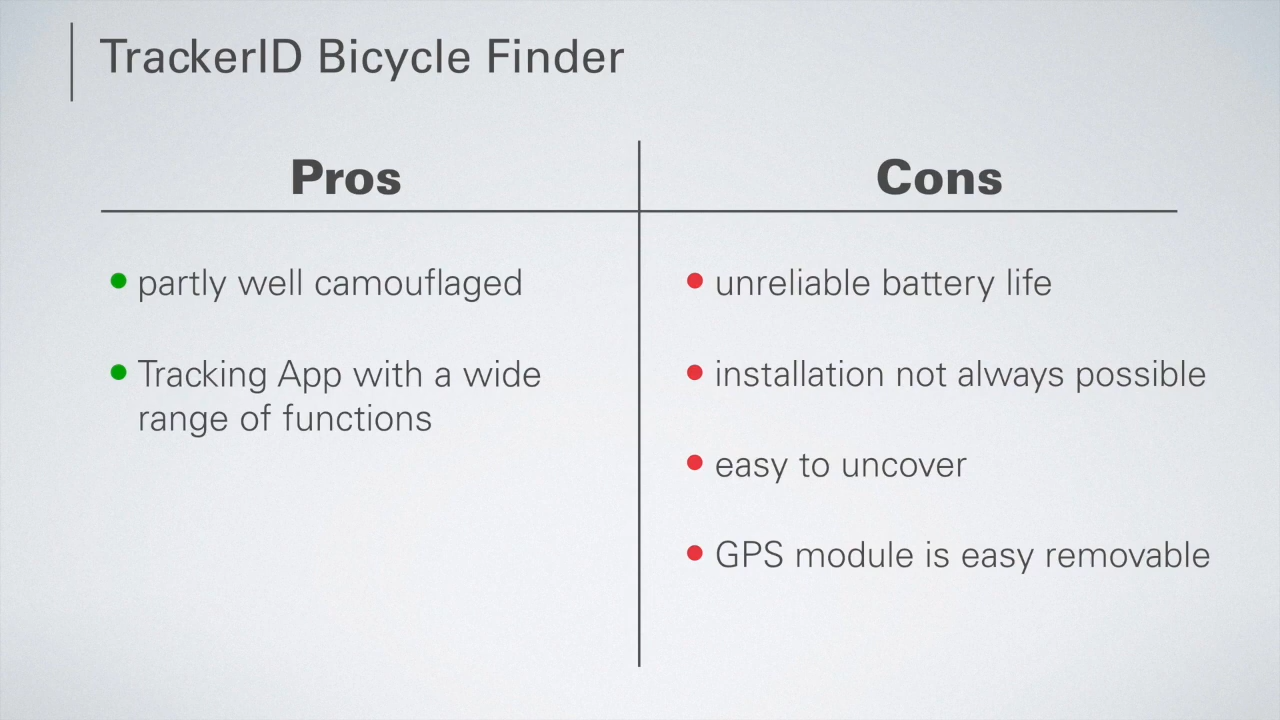 TrackerID Bicycle Finder
Pros
Cons
partly well camouflaged
Tracking App with a wide
range of functions
unreliable battery life
installation not always possible
easy to uncover
GPS module is easy removable